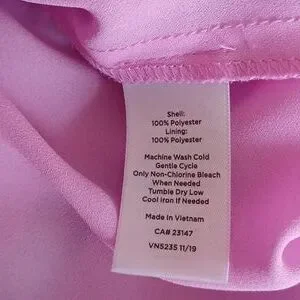 Shell:
100% Polyester
Lining:
100% Polyester
Machine Wash Cold
Gentle Cycle
Only Non-Chlorine Bleach
When Needed
Tumble Dry Low
Cool Iron If Needed
Made In Vietnam
CA# 23147
VN5235 11/19